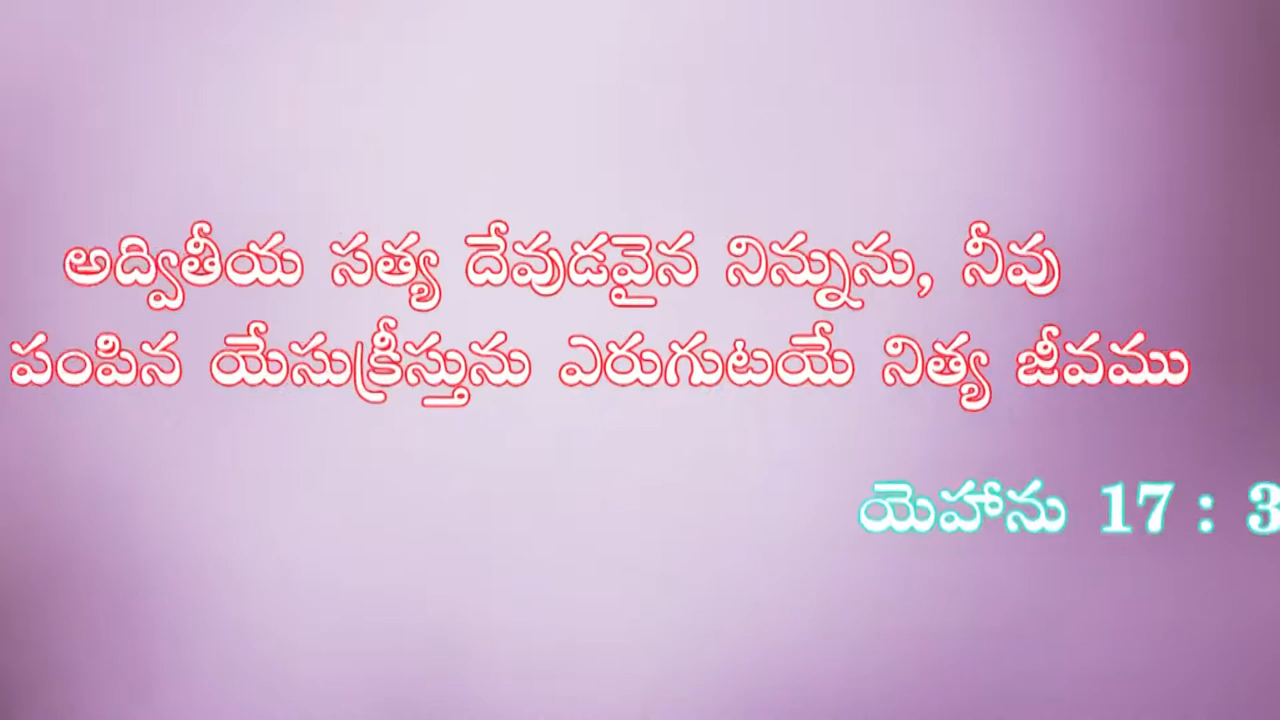 అద్వితీయ సత్య దేవుడవైన నిన్నును, నీవు
పంపిన యేసుక్రీస్తును ఎరుగుటయే నిత్య జీవము
యెహాను 17 : 3